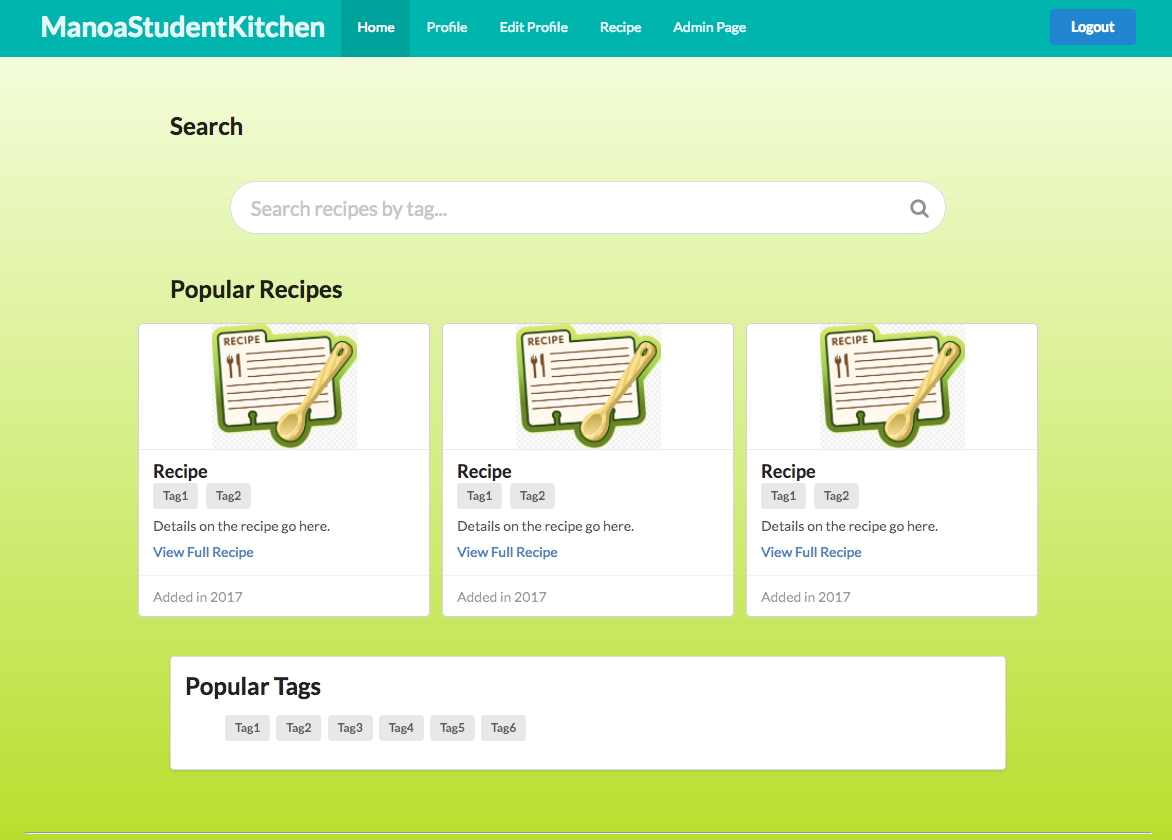 ManoaStudentKitchen Home Profile Edit Profile Recipe Admin Page Logout
Search
Search recipes by tag...
Popular Recipes
RECIPE RECIPE RECIPE
Recipe Recipe Recipe
Tag1 Tag2 Tag1 Tag2 Tag1 Tag2
Details on the recipe go here. Details on the recipe go here. Details on the recipe go here.
View Full Recipe View Full Recipe View Full Recipe
Added in 2017 Added in 2017 Added in 2017
Popular Tags
Tag1 Tag2 Tag3 Tag4 Tag5 Tag6